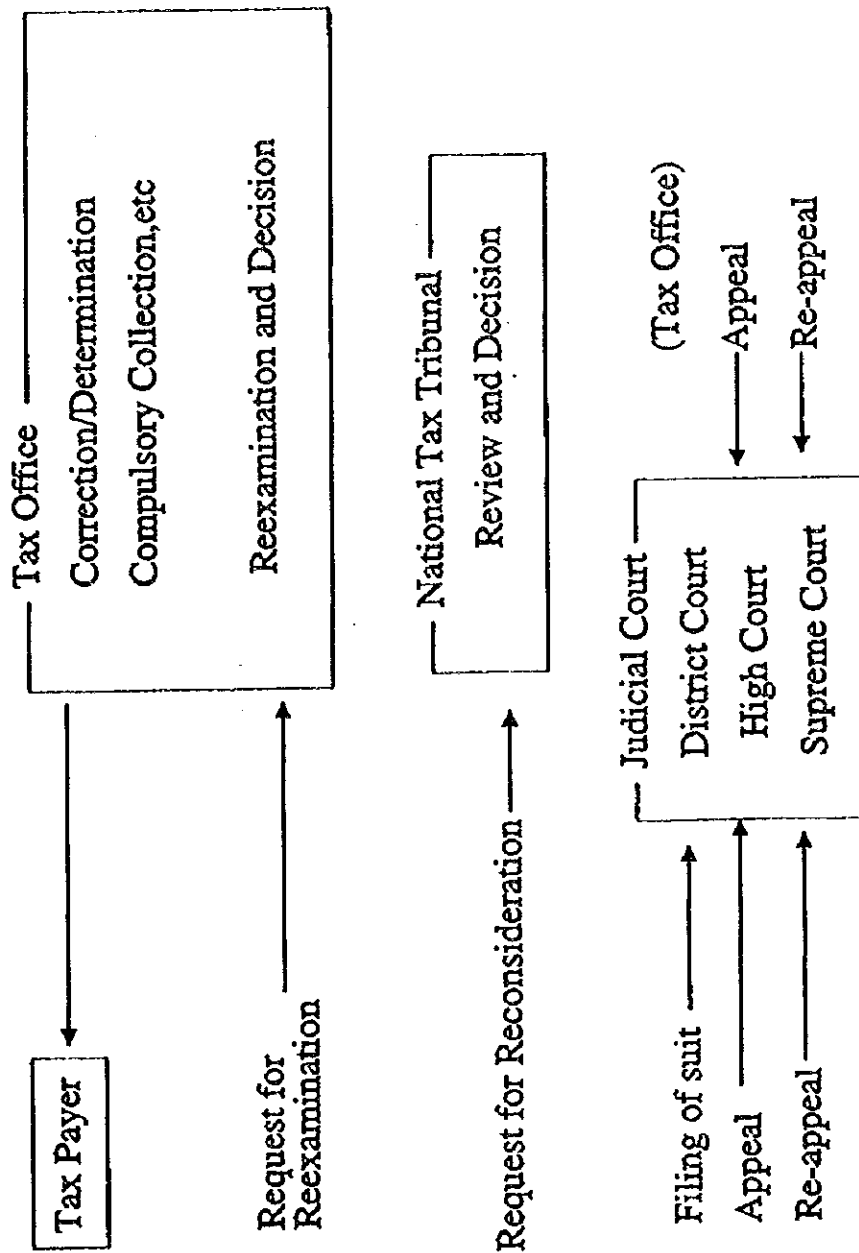 Tax Payer
Tax Office
Correction/Determination
Compulsory Collection,etc
Request for
Reexamination
Reexamination and Decision
National Tax Tribunal
Request for Reconsideration
Review and Decision
Judicial Court
(Tax Office)
Filing of suit
District Court
Appeal
High Court
Appeal
Re-appeal
Supreme Court
Re-appeal